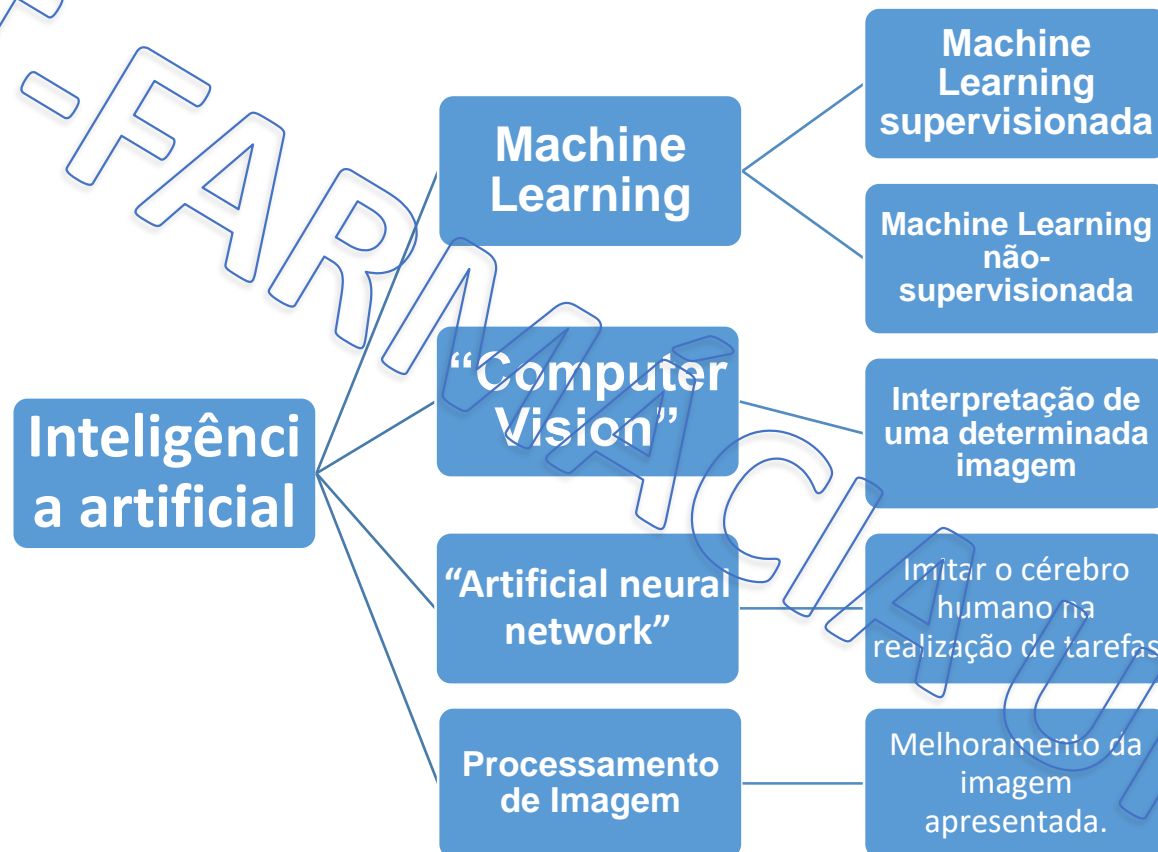 Inteligênci
a artificial
Machine
Learning
Machine
Learning
supervisionada
Machine Learning
não-
supervisionada
“Computer
Vision”
Interpretação de
uma determinada
imagem
“Artificial neural
network”
Imitar o cérebro
humano na
realização de tarefas
Processamento
de Imagem
Melhoramento da
imagem
apresentada.
-FARMÂCIA